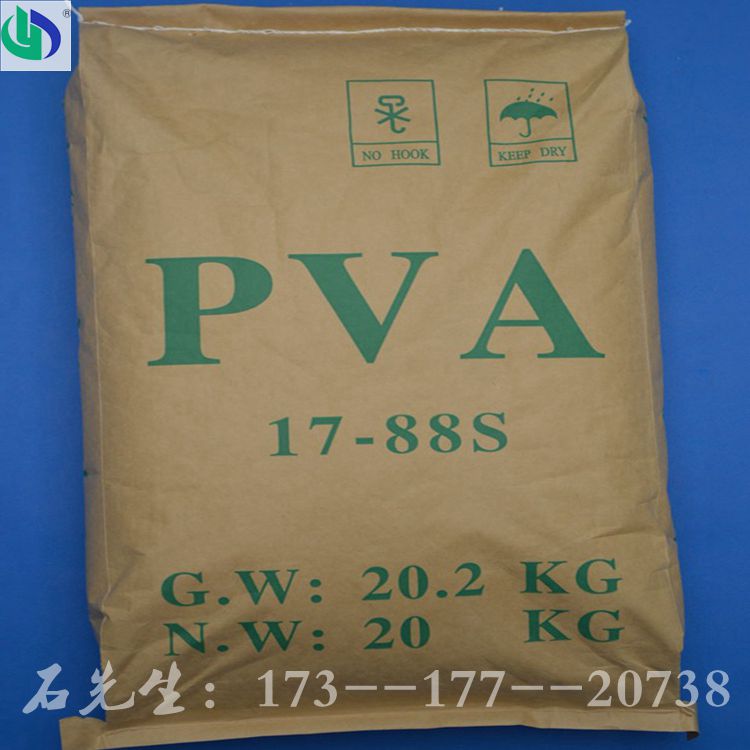 ®
NO HOOK
KEEP DRY
PVA
17-88S
G.W: 20.2 KG
N.W: 20 KG
石先生：173--177--20738